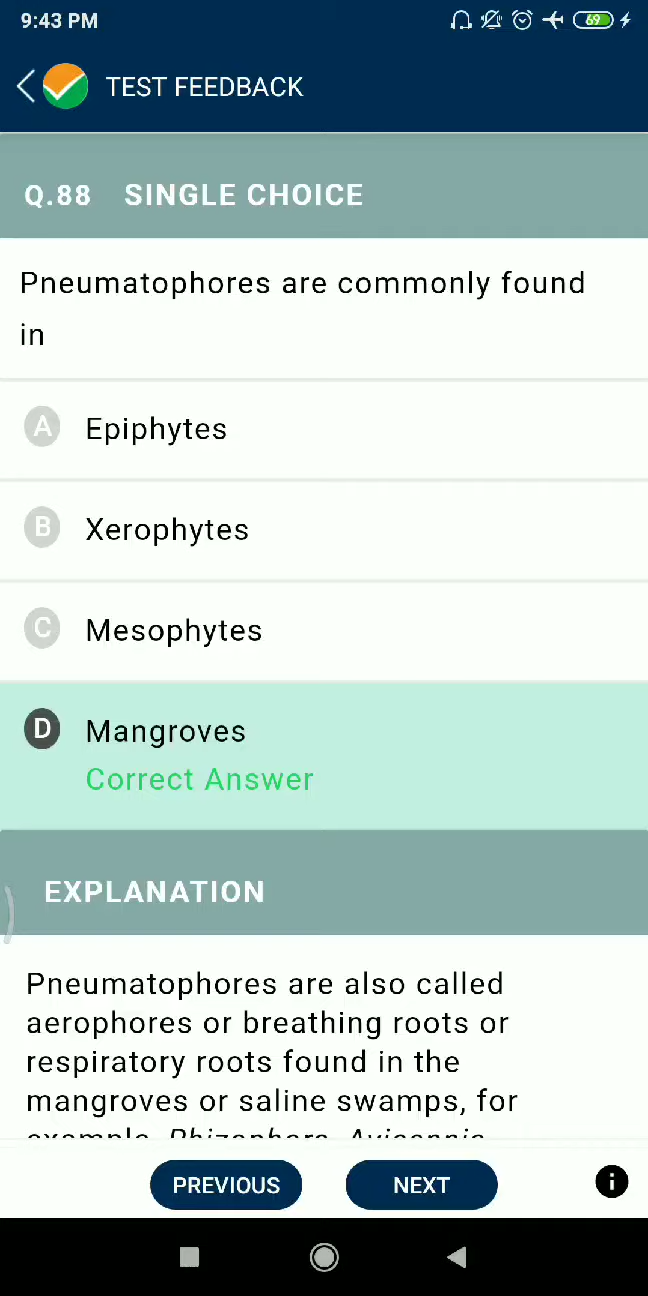 9:43 PM
69
TEST FEEDBACK
Q.88 SINGLE CHOICE
Pneumatophores are commonly found
in
A Epiphytes
B Xerophytes
C Mesophytes
D Mangroves
Correct Answer
EXPLANATION
Pneumatophores are also called
aerophores or breathing roots or
respiratory roots found in the
mangroves or saline swamps, for
PREVIOUS NEXT